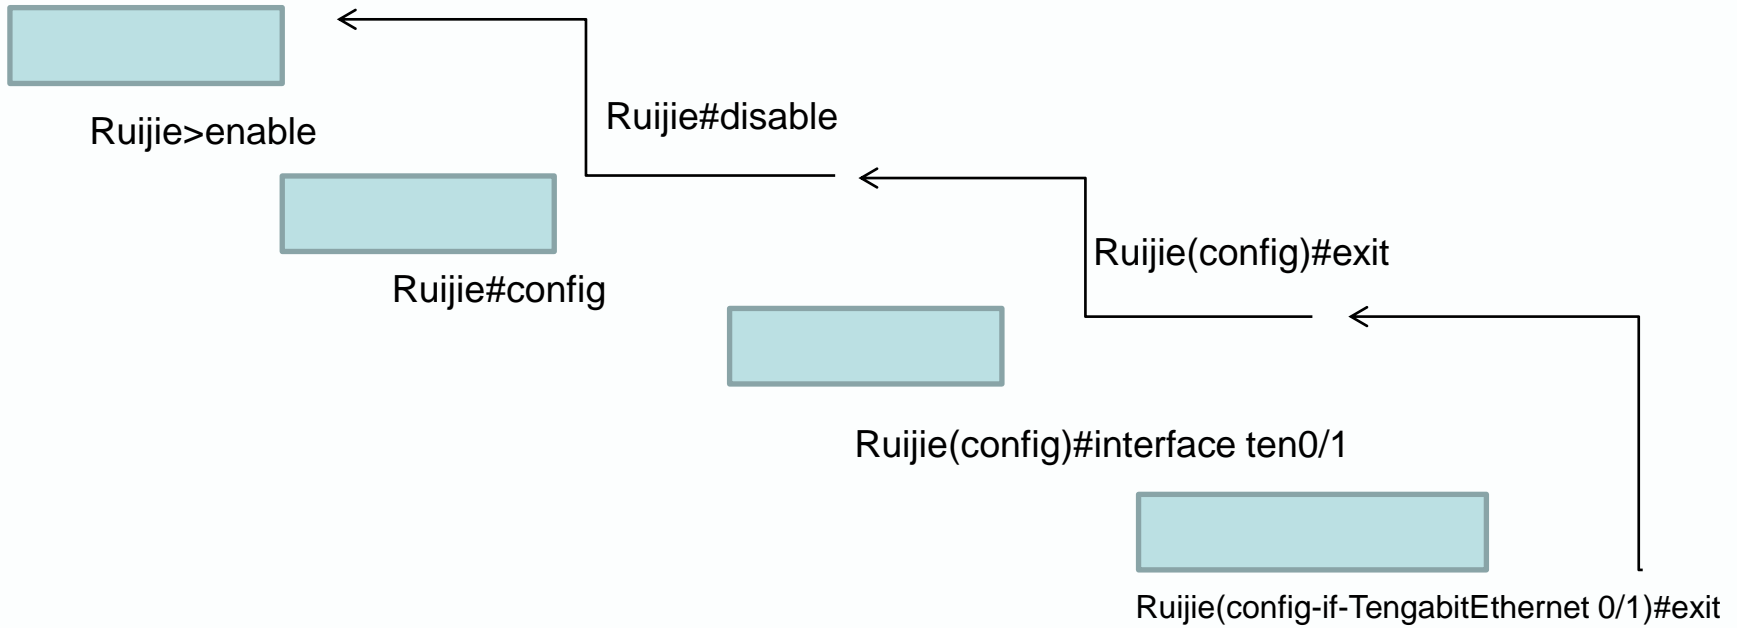 Ruijie>enable
Ruijie#disable
Ruijie#config
Ruijie(config)#exit
Ruijie(config)#interface ten0/1
Ruijie(config-if-TengabitEthernet 0/1)#exit